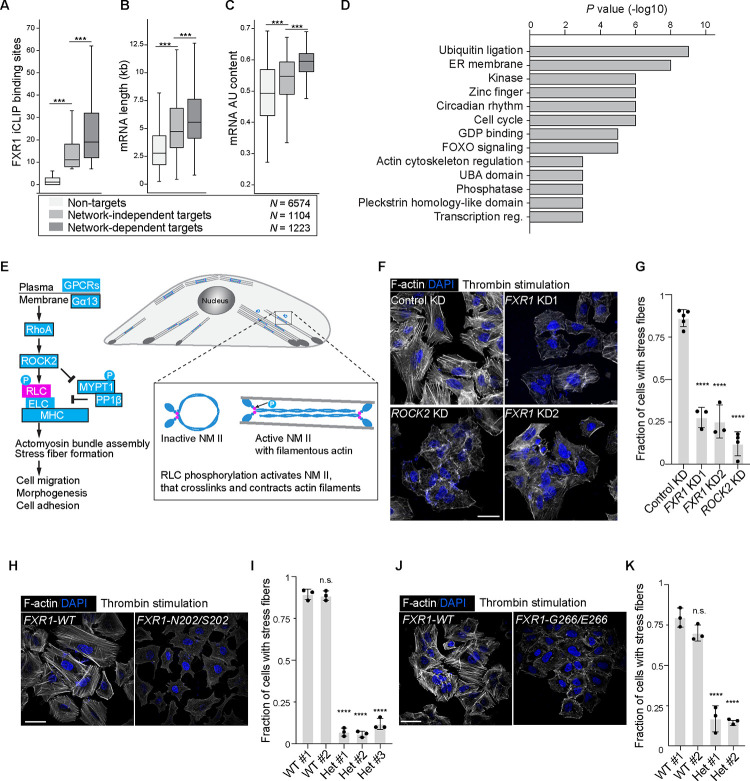 A
FXR1 iCLIP binding sites
60
50
40
30
20
10
0
***
***
B
mRNA length (kb)
12
10
8
6
4
2
0
***
***
C
mRNA AU content
0.7
0.6
0.5
0.4
0.3
0.2
***
***
Non-targets N = 6574
Network-independent targets N = 1104
Network-dependent targets N = 1223
D
P value (-log10)
0 2 4 6 8 10
Ubiquitin ligation
ER membrane
Kinase
Zinc finger
Circadian rhythm
Cell cycle
GDP binding
FOXO signaling
Actin cytoskeleton regulation
UBA domain
Phosphatase
Pleckstrin homology-like domain
Transcription reg.
E
Plasma
Membrane
GPCRs
Gα13
RhoA
ROCK2
P
RLC
ELC
MHC
P
MYPT1
PP1β
Actomyosin bundle assembly
Stress fiber formation
Cell migration
Morphogenesis
Cell adhesion
Nucleus
P
P
Inactive NM II
Active NM II
with filamentous actin
RLC phosphorylation activates NM II,
that crosslinks and contracts actin filaments
F
F-actin DAPI Thrombin stimulation
Control KD
FXR1 KD1
ROCK2 KD
FXR1 KD2
G
Fraction of cells with stress fibers
1
0.75
0.5
0.25
0
****
****
****
Control KD
FXR1 KD1
FXR1 KD2
ROCK2 KD
H
F-actin DAPI Thrombin stimulation
FXR1-WT
FXR1-N202/S202
I
Fraction of cells with stress fibers
1
0.75
0.5
0.25
0
n.s.
****
****
****
WT #1
WT #2
Het #1
Het #2
Het #3
J
F-actin DAPI Thrombin stimulation
FXR1-WT
FXR1-G266/E266
K
Fraction of cells with stress fibers
1
0.75
0.5
0.25
0
n.s.
****
****
WT #1
WT #2
Het #1
Het #2